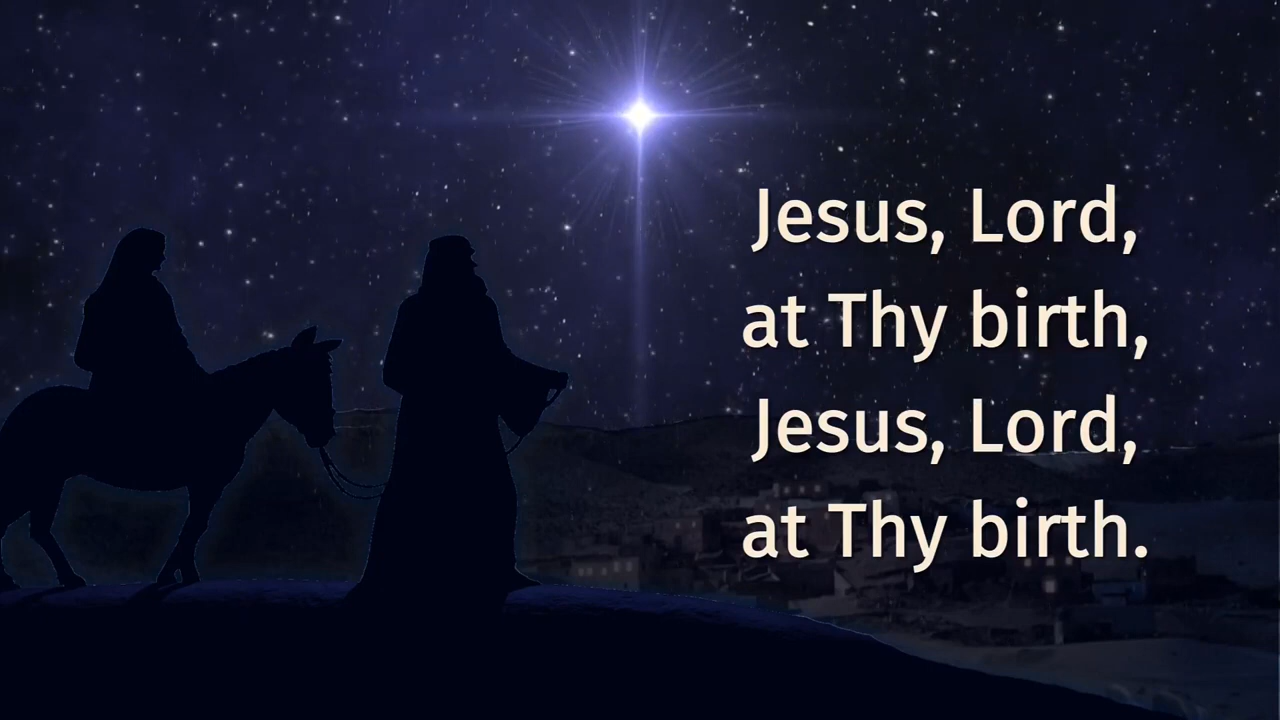 Jesus, Lord,
at Thy birth,
Jesus, Lord,
at Thy birth.